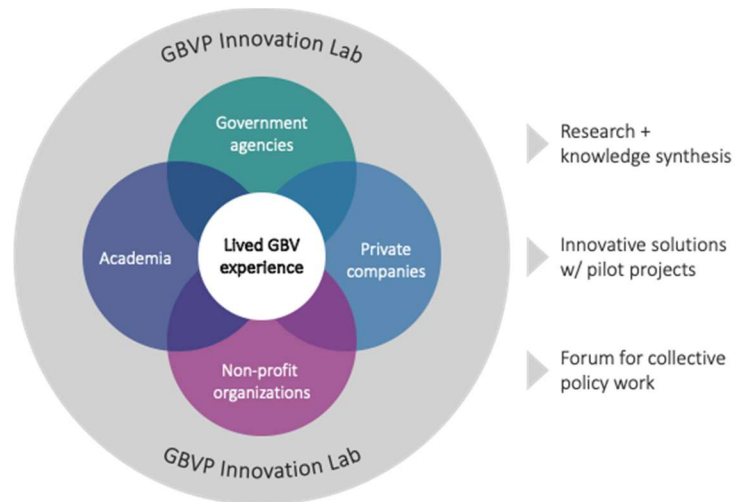 GBVP Innovation Lab
Government
agencies
Academia
Lived GBV
experience
Private
companies
Non-profit
organizations
GBVP Innovation Lab
Research +
knowledge synthesis
Innovative solutions
w/ pilot projects
Forum for collective
policy work